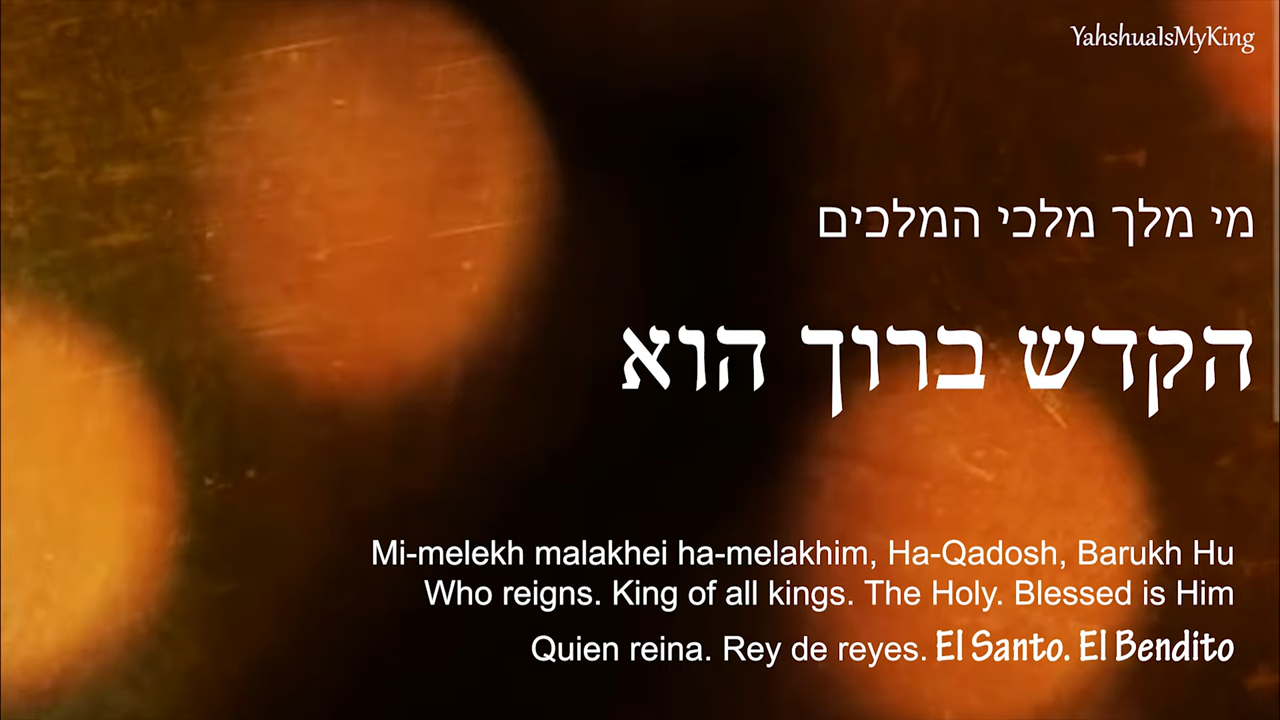 YahshuaIsMyKing
מי מלך מלכי המלכים
הקדש ברוך הוא
Mi-melekh malakhei ha-melakhim, Ha-Qadosh, Barukh Hu
Who reigns. King of all kings. The Holy. Blessed is Him
Quien reina. Rey de reyes. El Santo. El Bendito